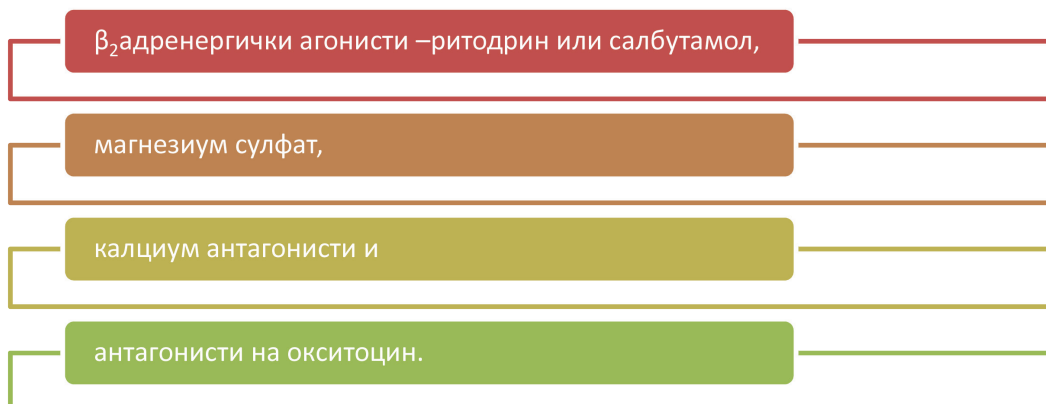 β₂адренергички агонисти –ритодрин или салбутамол,
магнезиум сулфат,
калциум антагонисти и
антагонисти на окситоцин.